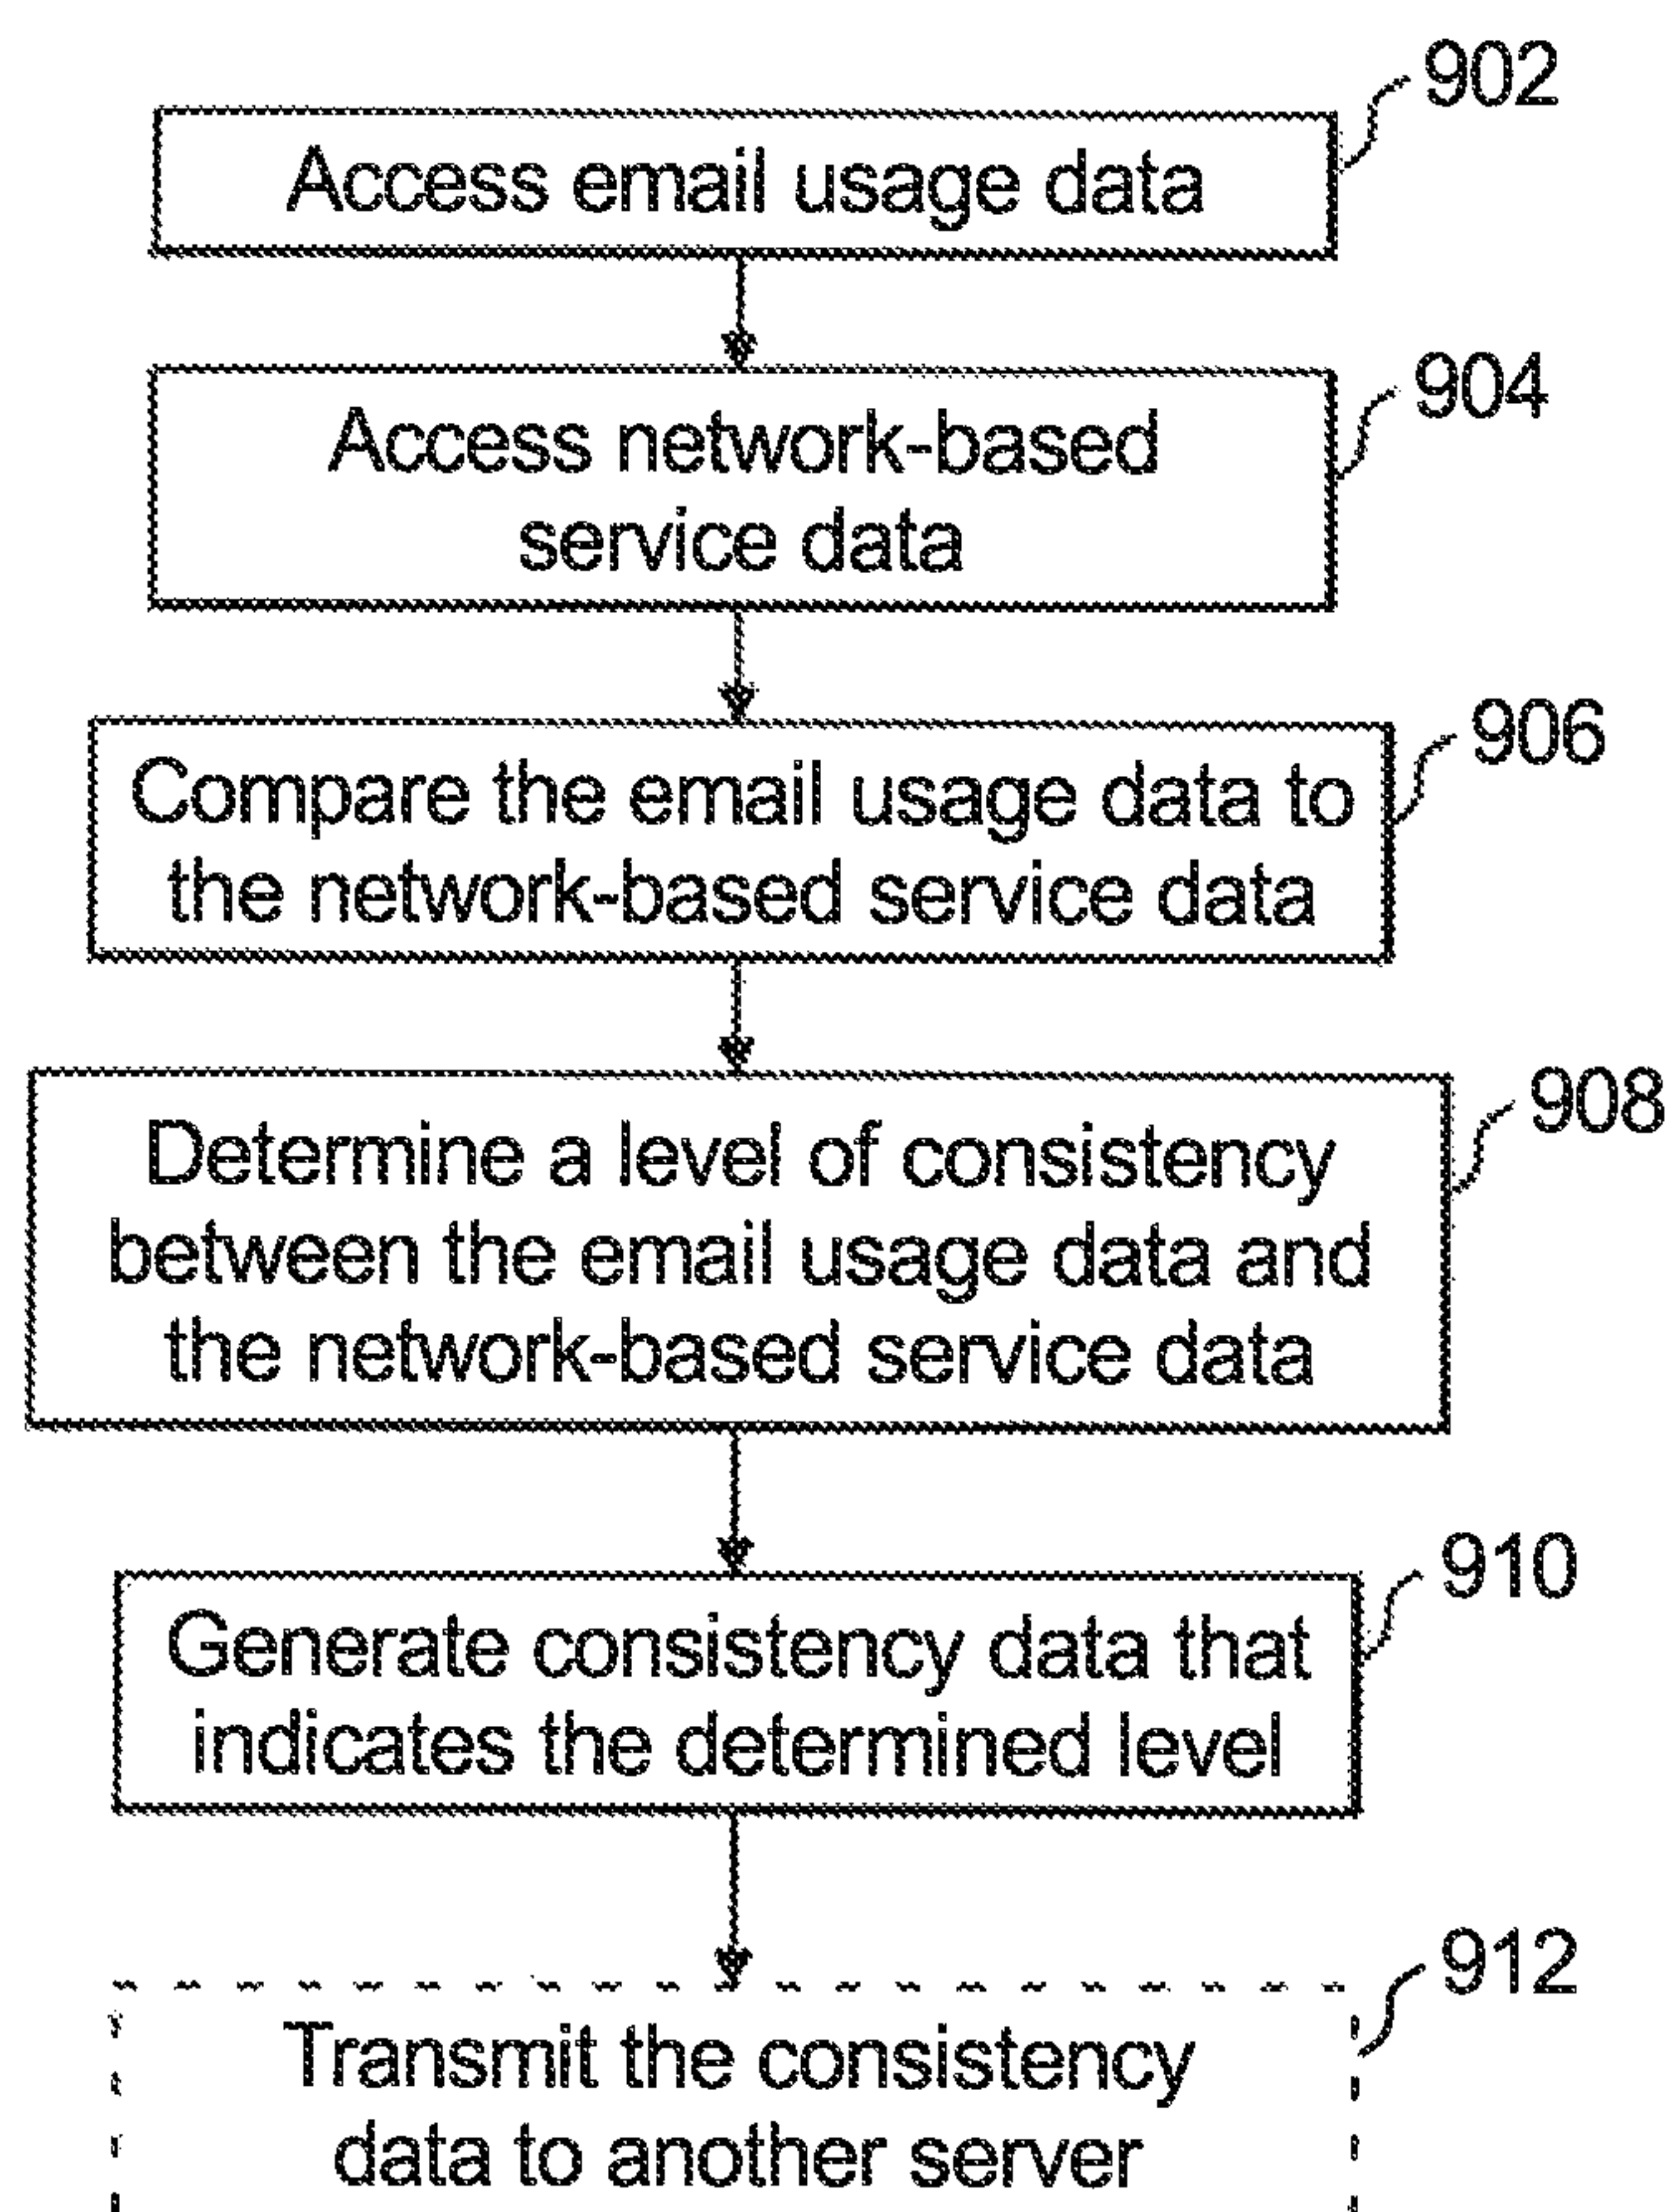 902
Access email usage data
904
Access network-based
service data
906
Compare the email usage data to
the network-based service data
908
Determine a level of consistency
between the email usage data and
the network-based service data
910
Generate consistency data that
indicates the determined level
912
Transmit the consistency
data to another server